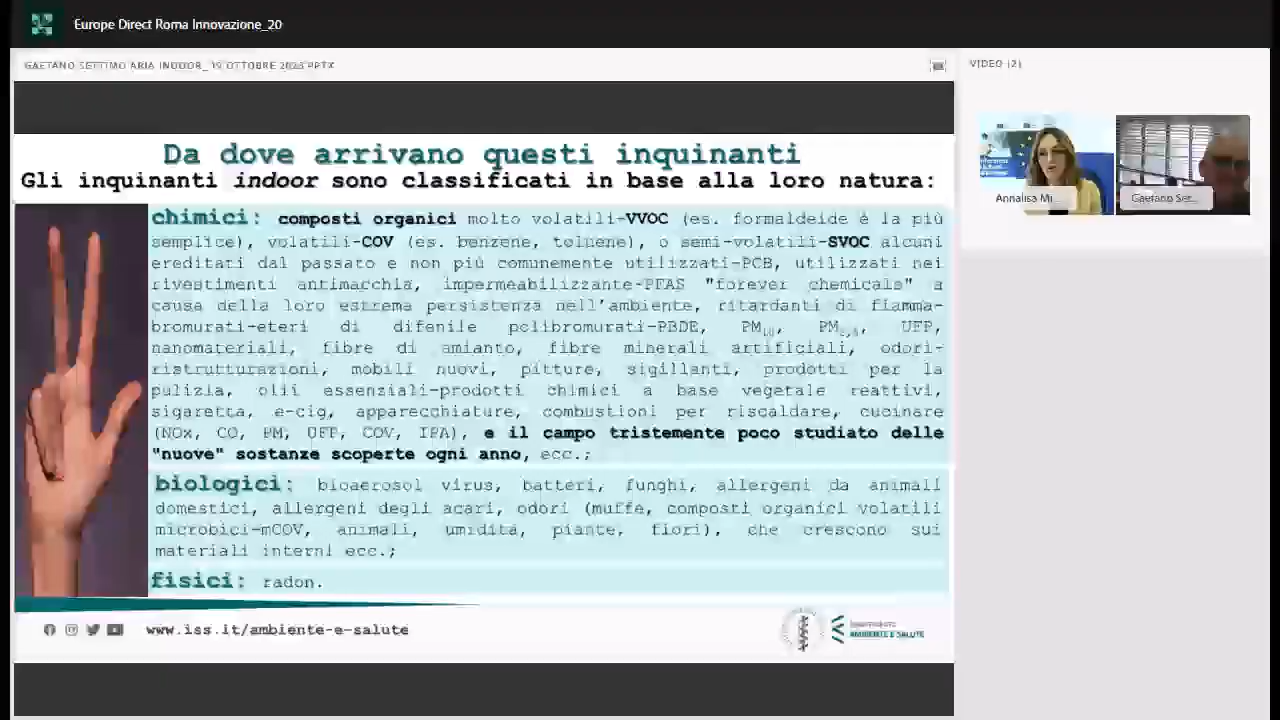 Europe Direct Roma Innovazione_20
GAETANO SETTIMO ARIA INDOOR_ 19 OTTOBRE 2023.PPTX
VIDEO (2)
Annalisa Mi...
Gaetano Set...
Da dove arrivano questi inquinanti
Gli inquinanti indoor sono classificati in base alla loro natura:
chimici: composti organici molto volatili-VVOC (es. formaldeide è la più
semplice), volatili-COV (es. benzene, toluene), o semi-volatili-SVOC alcuni
ereditati dal passato e non più comunemente utilizzati-PCB, utilizzati nei
rivestimenti antimacchia, impermeabilizzante-PFAS "forever chemicals" a
causa della loro estrema persistenza nell'ambiente, ritardanti di fiamma-
bromurati-eteri di difenile polibromurati-PBDE, PM10, PM2,5, UFP,
nanomateriali, fibre di amianto, fibre minerali artificiali, odori-
ristrutturazioni, mobili nuovi, pitture, sigillanti, prodotti per la
pulizia, olii essenziali-prodotti chimici a base vegetale reattivi,
sigaretta, e-cig, apparecchiature, combustioni per riscaldare, cucinare
(NOx, CO, PM, UFP, COV, IPA), e il campo tristemente poco studiato delle
"nuove" sostanze scoperte ogni anno, ecc.;
biologici: bioaerosol virus, batteri, funghi, allergeni da animali
domestici, allergeni degli acari, odori (muffe, composti organici volatili
microbici-mCOV, animali, umidità, piante, fiori), che crescono sui
materiali interni ecc.;
fisici: radon.
www.iss.it/ambiente-e-salute
AMBIENTE E SALUTE